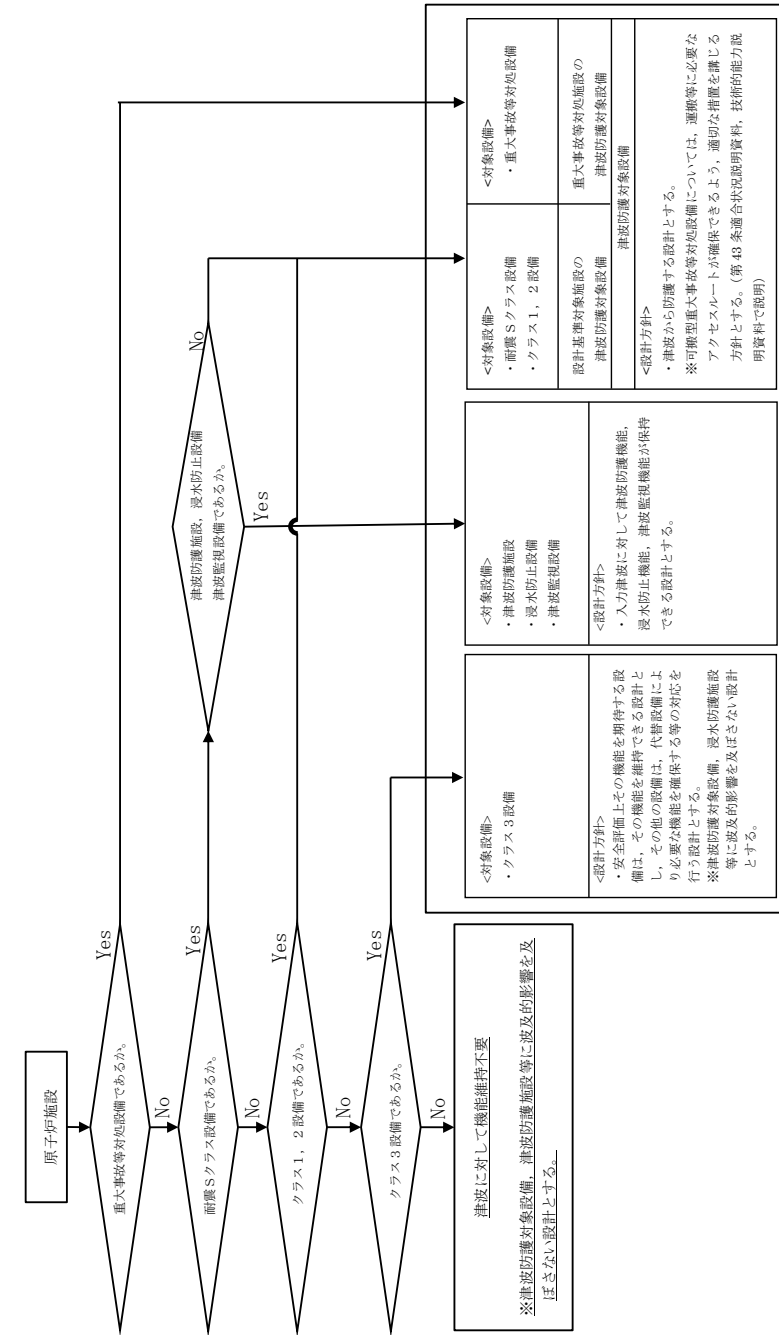 原子炉施設
重大事故等対処設備であるか。
Yes
No
耐震Sクラス設備であるか。
Yes
No
津波防護施設，浸水防止設備
津波監視設備であるか。
No
Yes
クラス1，2設備であるか。
Yes
No
クラス3設備であるか。
Yes
No
津波に対して機能維持不要
※津波防護対象設備，津波防護施設等に波及的影響を及
ぼさない設計とする。
<対象設備>
・クラス3設備
<設計方針>
・安全評価上その機能を期待する設
備は，その機能を維持できる設計と
し，その他の設備は，代替設備によ
り必要な機能を確保する等の対応を
行う設計とする。
※津波防護対象設備，浸水防護施設
等に波及的影響を及ぼさない設計
とする。
<対象設備>
・津波防護施設
・浸水防止設備
・津波監視設備
<設計方針>
・入力津波に対して津波防護機能，
浸水防止機能，津波監視機能が保持
できる設計とする。
<対象設備>
・耐震Sクラス設備
・クラス1，2設備
<対象設備>
・重大事故等対処設備
設計基準対象施設の
津波防護対象設備
重大事故等対処施設の
津波防護対象設備
津波防護対象設備
<設計方針>
・津波から防護する設計とする。
※可搬型重大事故等対処設備については，運搬等に必要な
アクセスルートが確保できるよう，適切な措置を講じる
方針とする。（第43条適合状況説明資料，技術的能力説
明資料で説明）